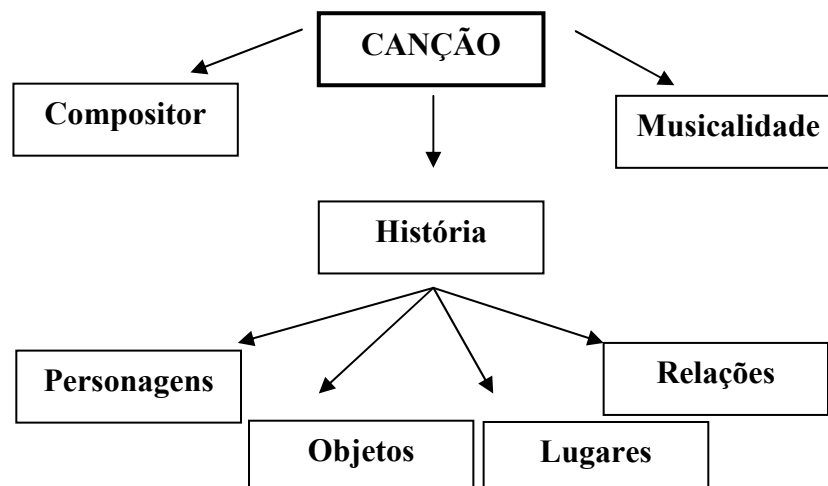 CANÇÃO
Compositor
Musicalidade
História
Personagens
Relações
Objetos
Lugares